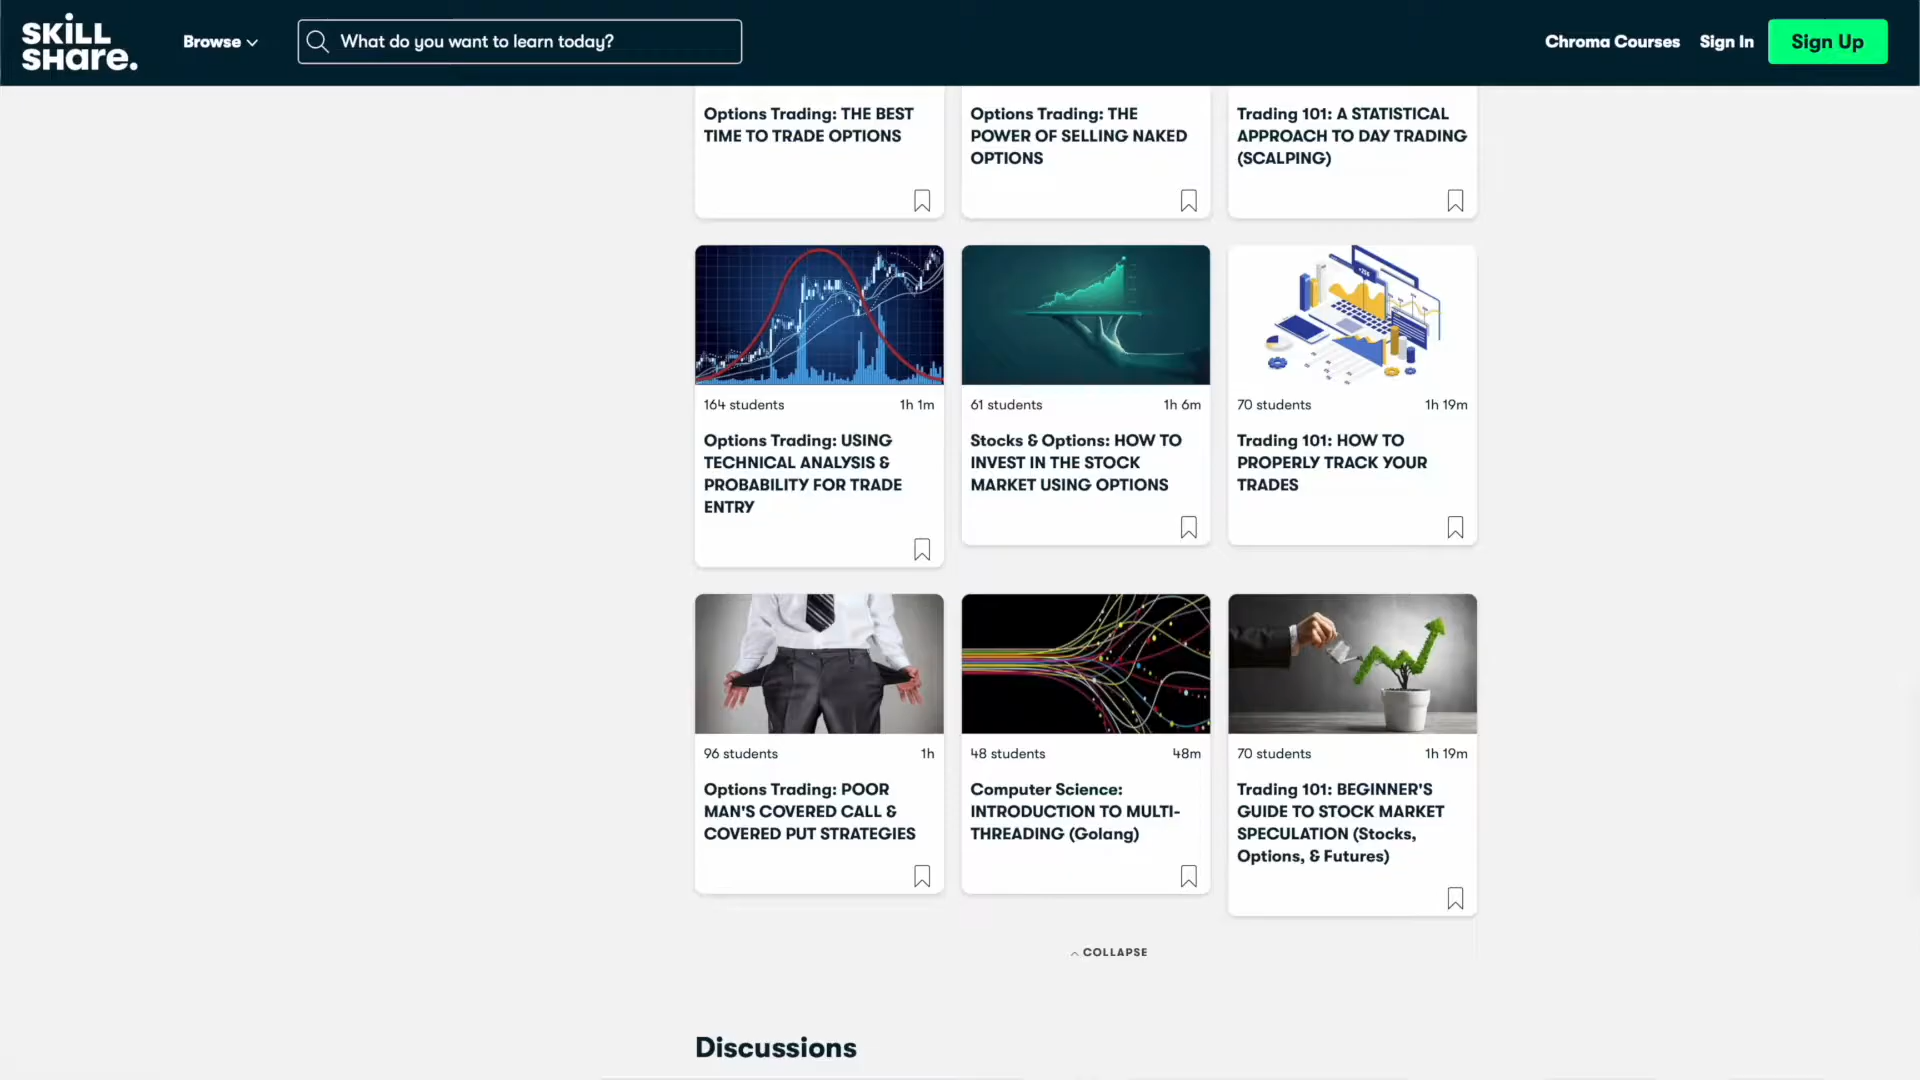 SKILL
SHARE.
Browse
What do you want to learn today?
Chroma Courses
Sign In
Sign Up
Options Trading: THE BEST
TIME TO TRADE OPTIONS
Options Trading: THE
POWER OF SELLING NAKED
OPTIONS
Trading 101: A STATISTICAL
APPROACH TO DAY TRADING
(SCALPING)
164 students
1h 1m
Options Trading: USING
TECHNICAL ANALYSIS &
PROBABILITY FOR TRADE
ENTRY
61 students
1h 6m
Stocks & Options: HOW TO
INVEST IN THE STOCK
MARKET USING OPTIONS
70 students
1h 19m
Trading 101: HOW TO
PROPERLY TRACK YOUR
TRADES
96 students
1h
Options Trading: POOR
MAN'S COVERED CALL &
COVERED PUT STRATEGIES
48 students
48m
Computer Science:
INTRODUCTION TO MULTI-
THREADING (Golang)
70 students
1h 19m
Trading 101: BEGINNER'S
GUIDE TO STOCK MARKET
SPECULATION (Stocks,
Options, & Futures)
COLLAPSE
Discussions